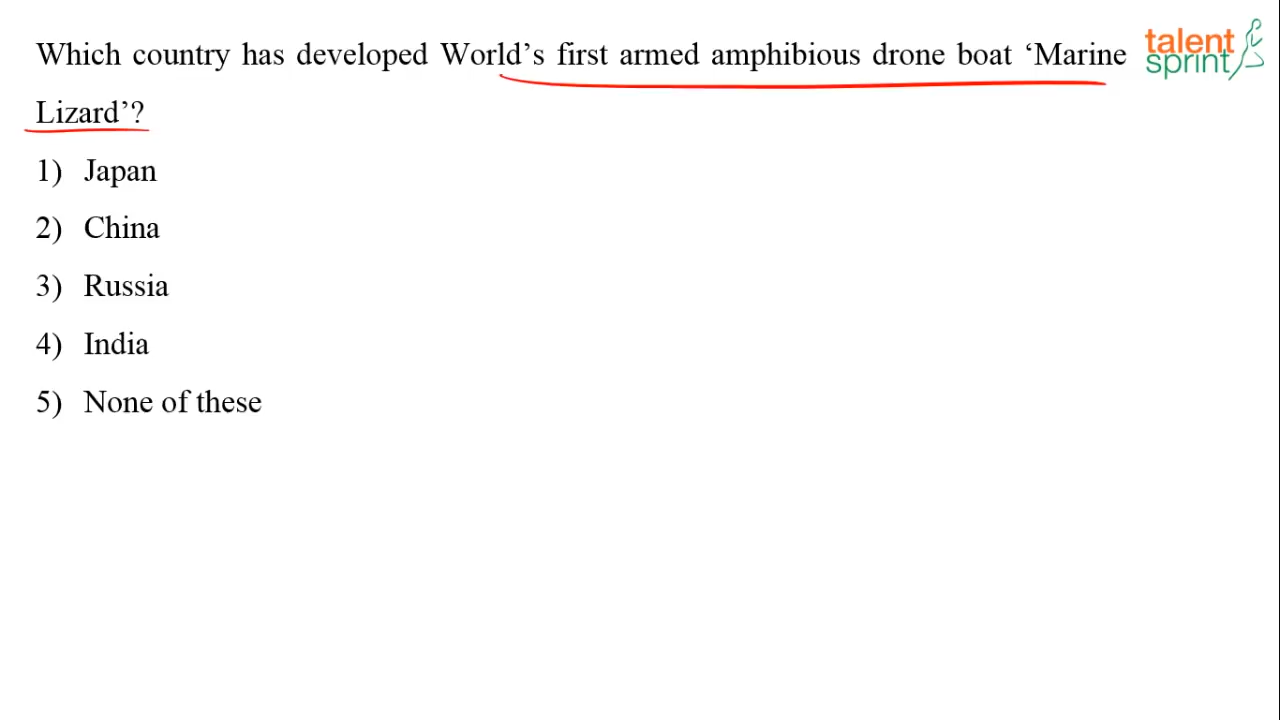 Which country has developed World’s first armed amphibious drone boat ‘Marine
Lizard’?
1) Japan
2) China
3) Russia
4) India
5) None of these
talent
sprint